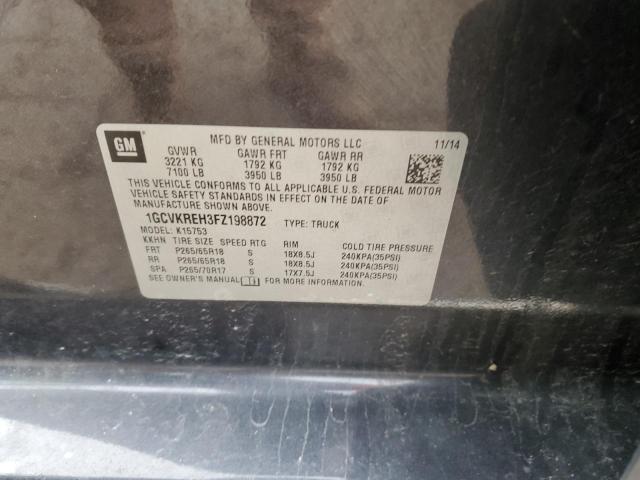 GM
MFD BY GENERAL MOTORS LLC 11/14
GVWR GAWR FRT GAWR RR
3221 KG 1792 KG 1792 KG
7100 LB 3950 LB 3950 LB
THIS VEHICLE CONFORMS TO ALL APPLICABLE U.S. FEDERAL MOTOR
VEHICLE SAFETY STANDARDS IN EFFECT ON THE DATE OF
MANUFACTURE SHOWN ABOVE.
1GCVKREH3FZ198872 TYPE: TRUCK
MODEL: K15753
KKHN TIRE SIZE SPEED RTG RIM COLD TIRE PRESSURE
FRT P265/65R18 S 18X8.5J 240KPA(35PSI)
RR P265/65R18 S 18X8.5J 240KPA(35PSI)
SPA P265/70R17 S 17X7.5J 240KPA(35PSI)
SEE OWNER'S MANUAL FOR MORE INFORMATION.